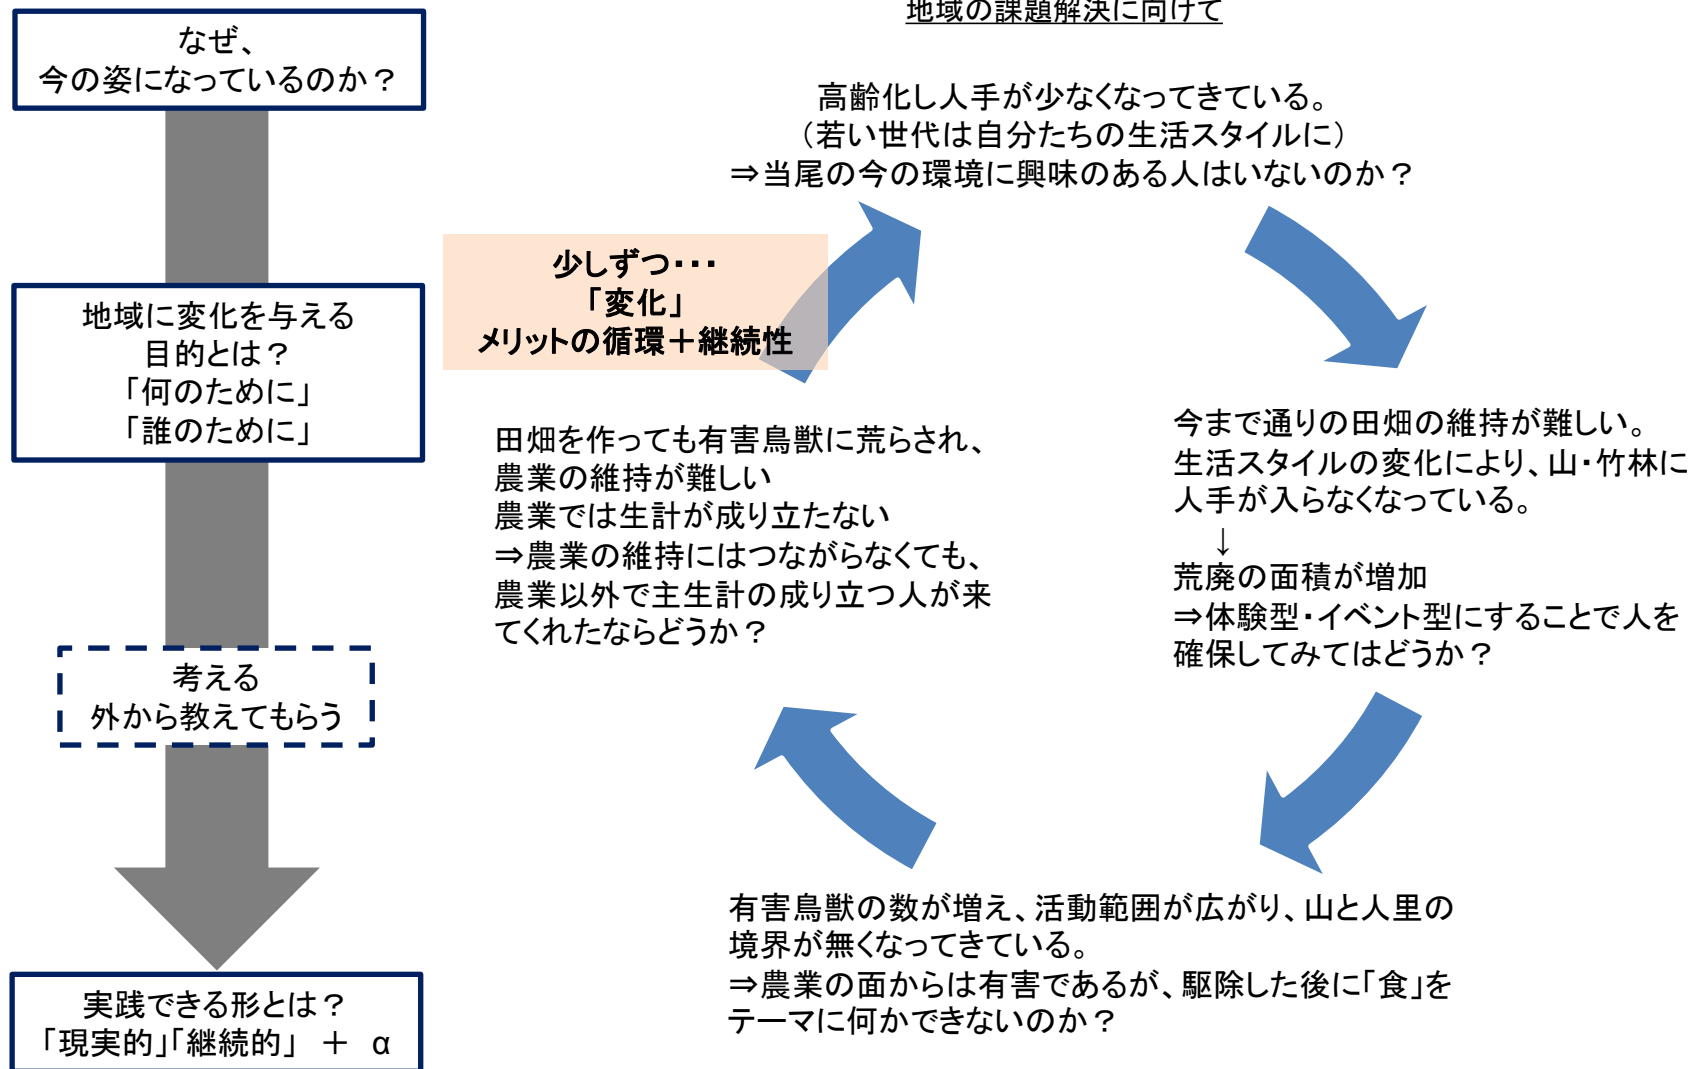 地域の課題解決に向けて
なぜ、
今の姿になっているのか？
地域に変化を与える
目的とは？
「何のために」
「誰のために」
考える
外から教えてもらう
実践できる形とは？
「現実的」「継続的」 ＋ α
高齢化し人手が少なくなってきている。
（若い世代は自分たちの生活スタイルに）
⇒当尾の今の環境に興味のある人はいないのか？
少しずつ・・・
「変化」
メリットの循環＋継続性
今まで通りの田畑の維持が難しい。
生活スタイルの変化により、山・竹林に
人手が入らなくなっている。
↓
荒廃の面積が増加
⇒体験型・イベント型にすることで人を
確保してみてはどうか？
有害鳥獣の数が増え、活動範囲が広がり、山と人里の
境界が無くなってきている。
⇒農業の面からは有害であるが、駆除した後に「食」を
テーマに何かできないのか？
田畑を作っても有害鳥獣に荒らされ、
農業の維持が難しい
農業では生計が成り立たない
⇒農業の維持にはつながらなくても、
農業以外で主生計の成り立つ人が来
てくれたならどうか？